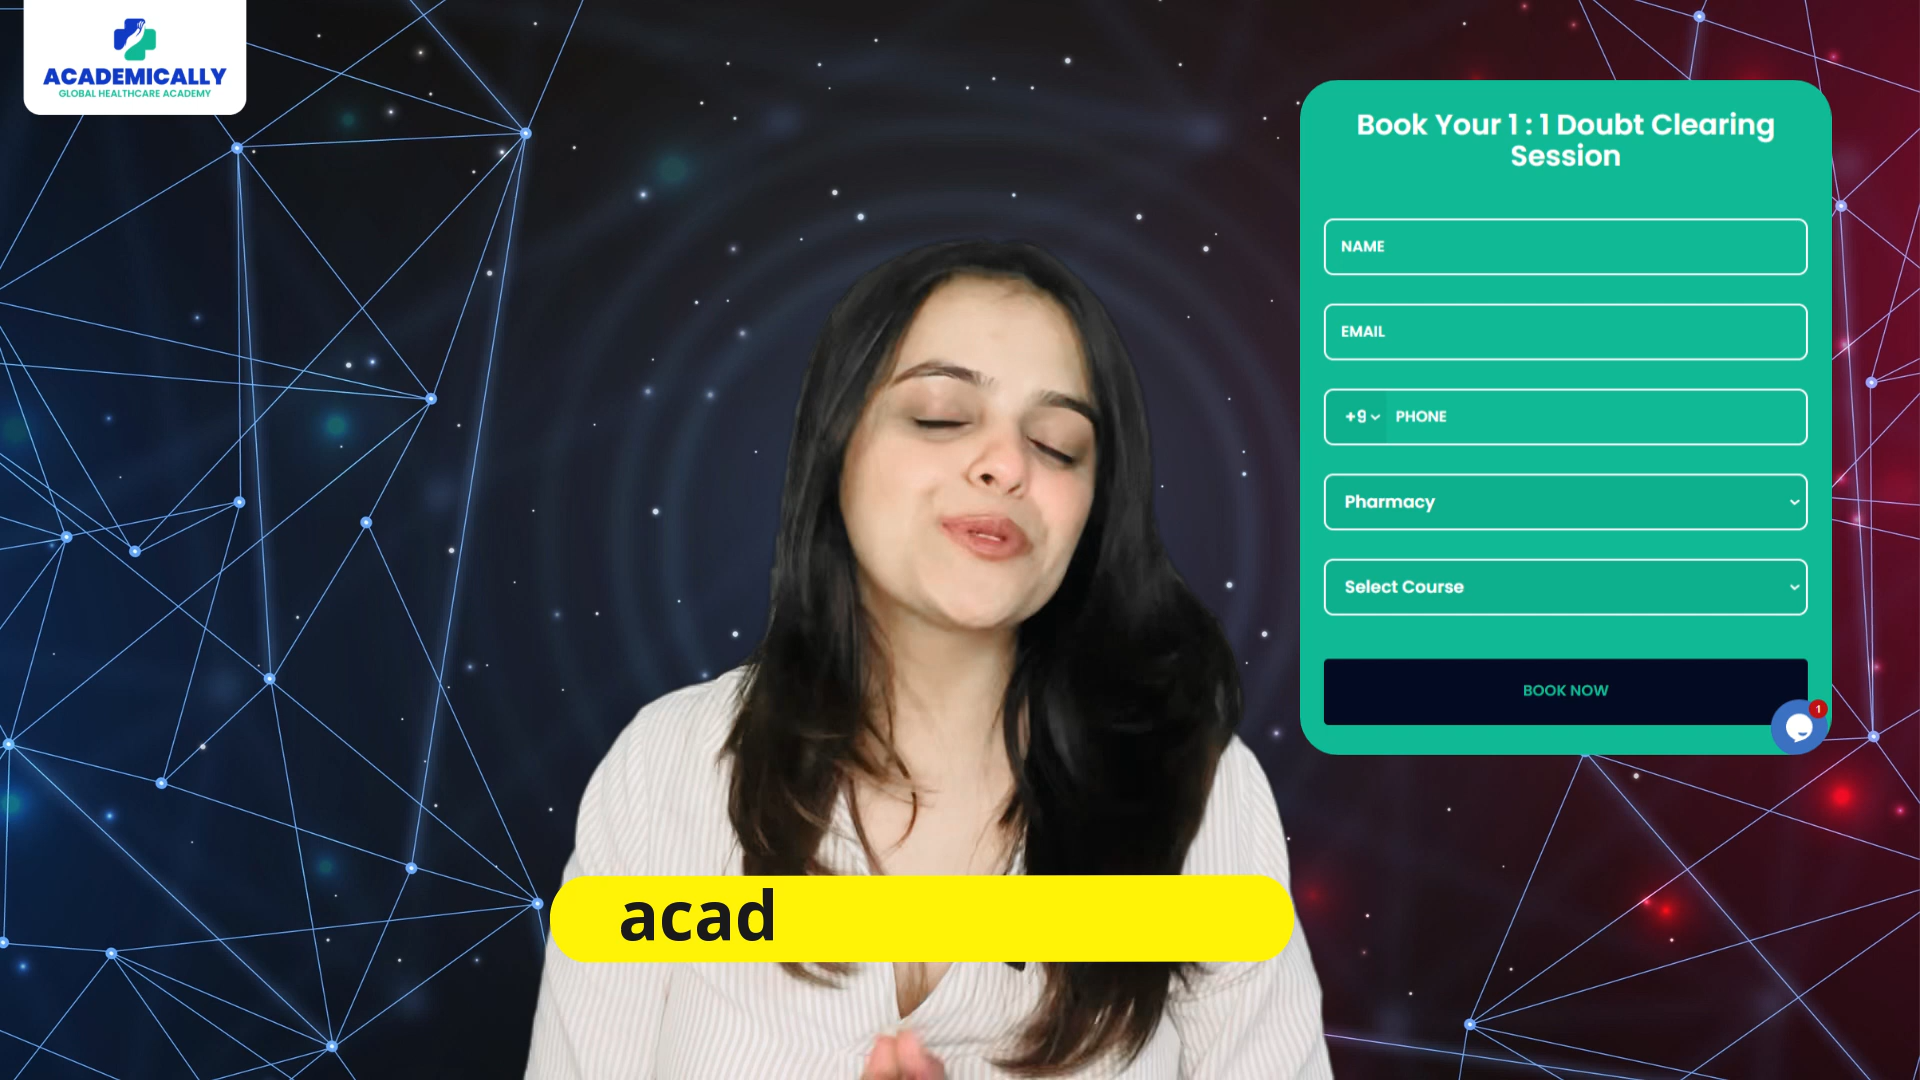 ACADEMICALLY
GLOBAL HEALTHCARE ACADEMY
Book Your 1 : 1 Doubt Clearing
Session
NAME
EMAIL
+9 PHONE
Pharmacy
Select Course
BOOK NOW
1
acad